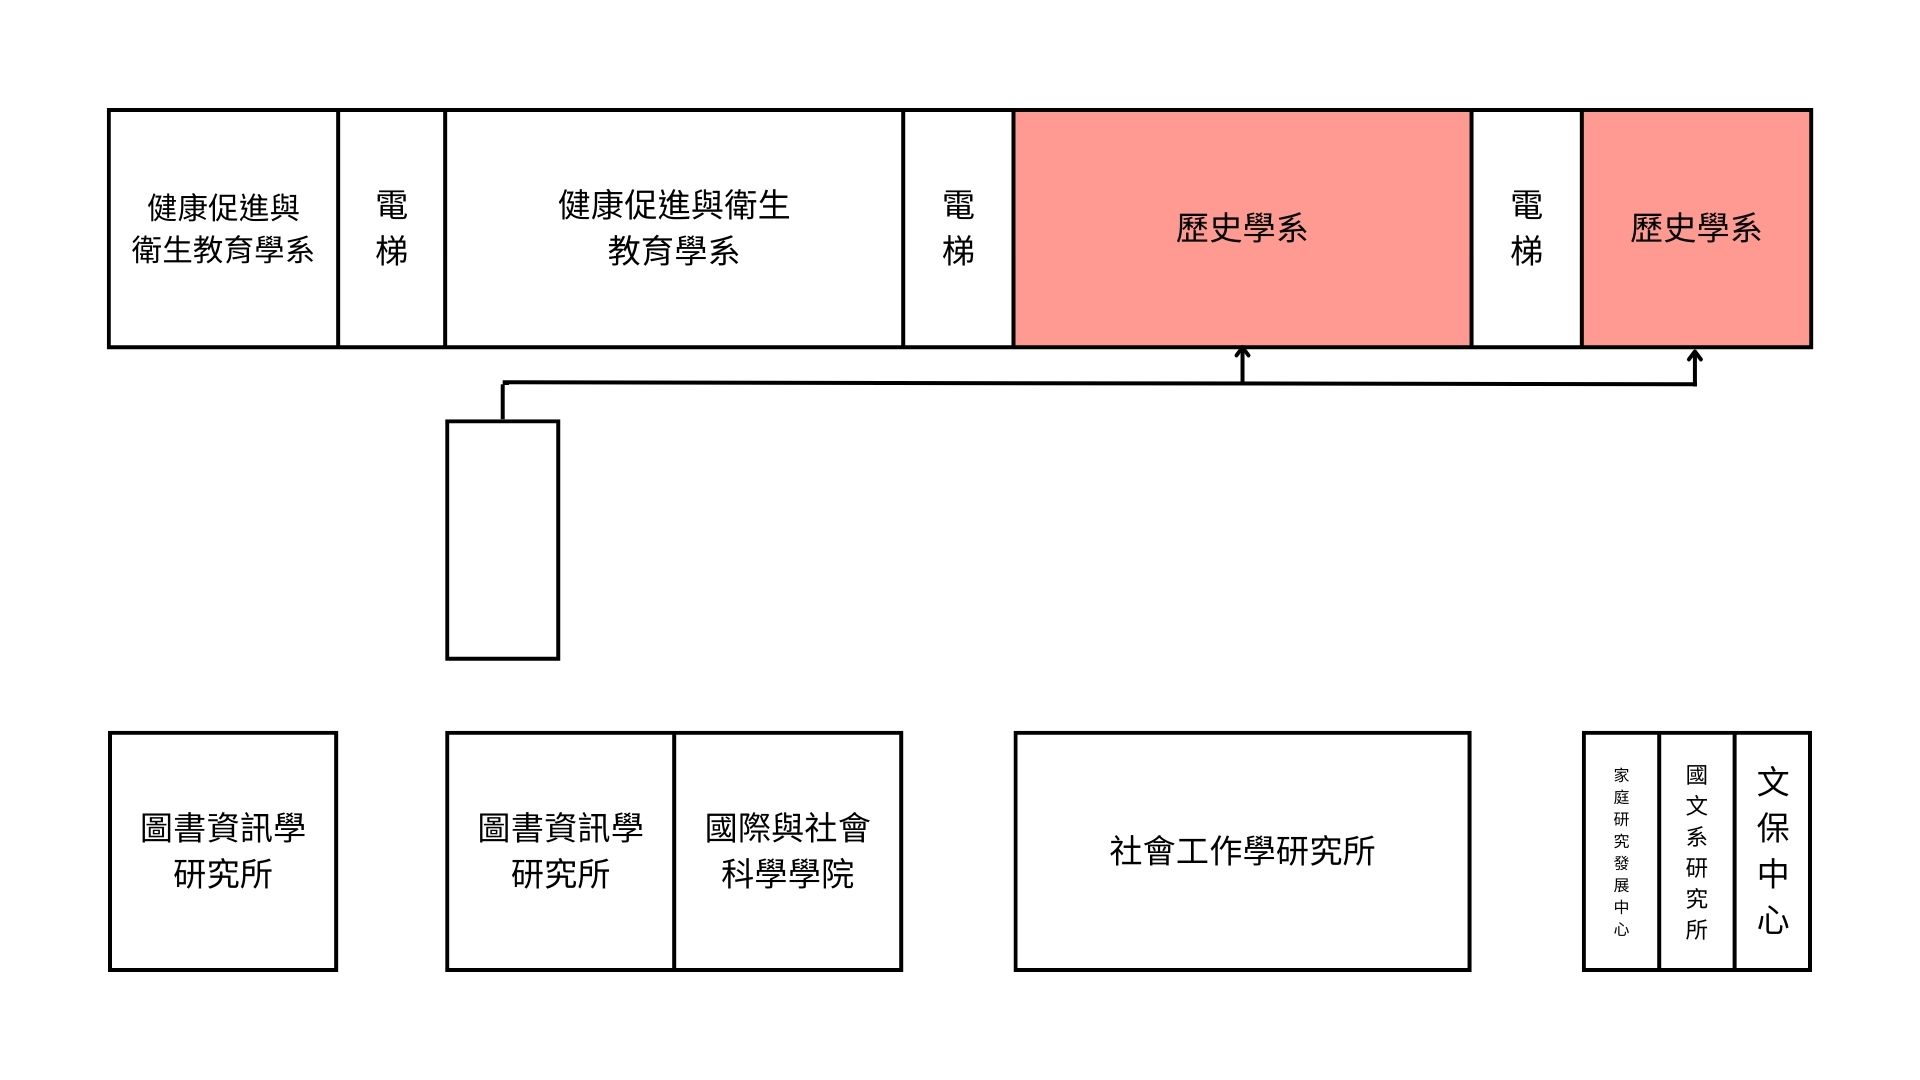 健康促進與
衛生教育學系
電
梯
健康促進與衛生
教育學系
電
梯
歷史學系
電
梯
歷史學系
圖書資訊學
研究所
圖書資訊學
研究所
國際與社會
科學學院
社會工作學研究所
家
庭
研
究
發
展
中
心
國
文
系
研
究
所
文
保
中
心